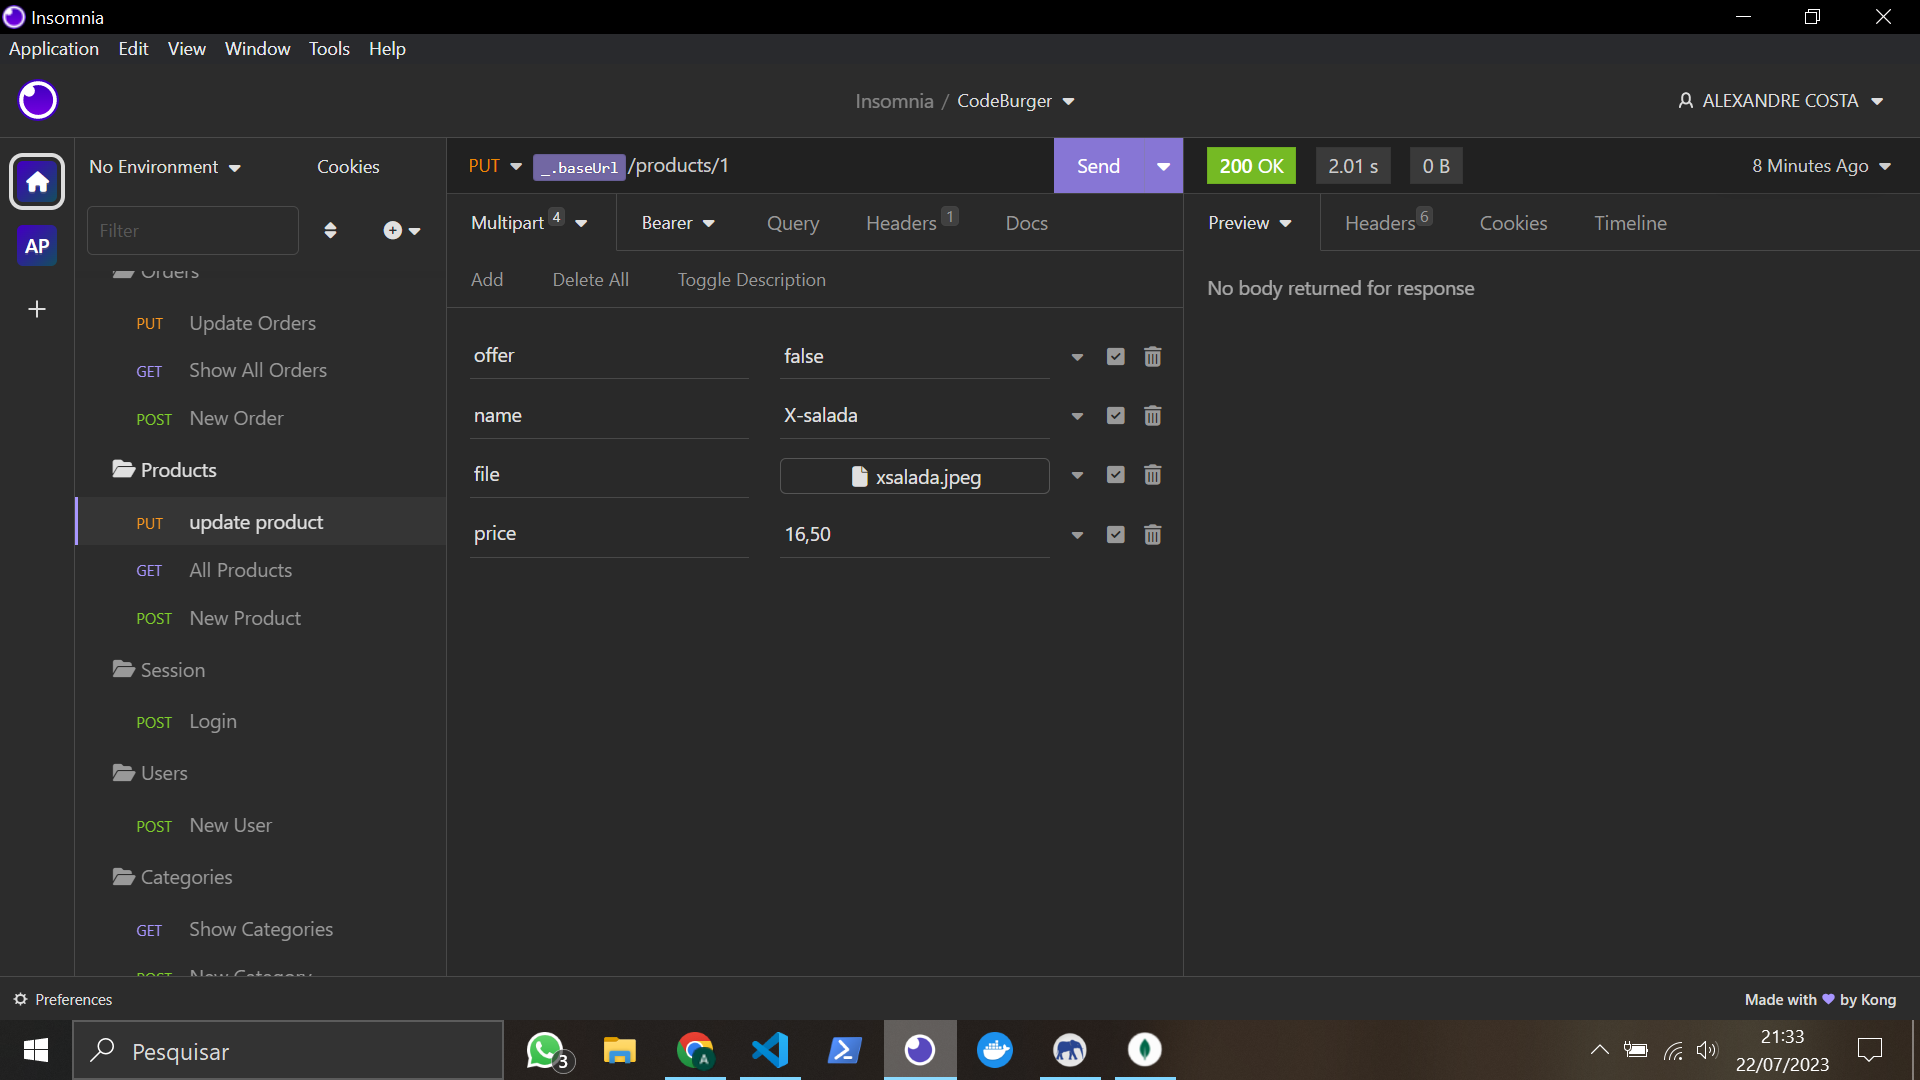 Insomnia
Application Edit View Window Tools Help
Insomnia / CodeBurger
ALEXANDRE COSTA
No Environment Cookies
Filter
AP
Orders
PUT Update Orders
GET Show All Orders
POST New Order
Products
PUT update product
GET All Products
POST New Product
Session
POST Login
Users
POST New User
Categories
GET Show Categories
POST New Category
PUT _.baseUrl /products/1 Send
Multipart 4 Bearer Query Headers 1 Docs
Add Delete All Toggle Description
offer false
name X-salada
file xsalada.jpeg
price 16,50
200 OK 2.01 s 0 B 8 Minutes Ago
Preview Headers 6 Cookies Timeline
No body returned for response
Preferences
Made with by Kong
Pesquisar
3
A
21:33
22/07/2023